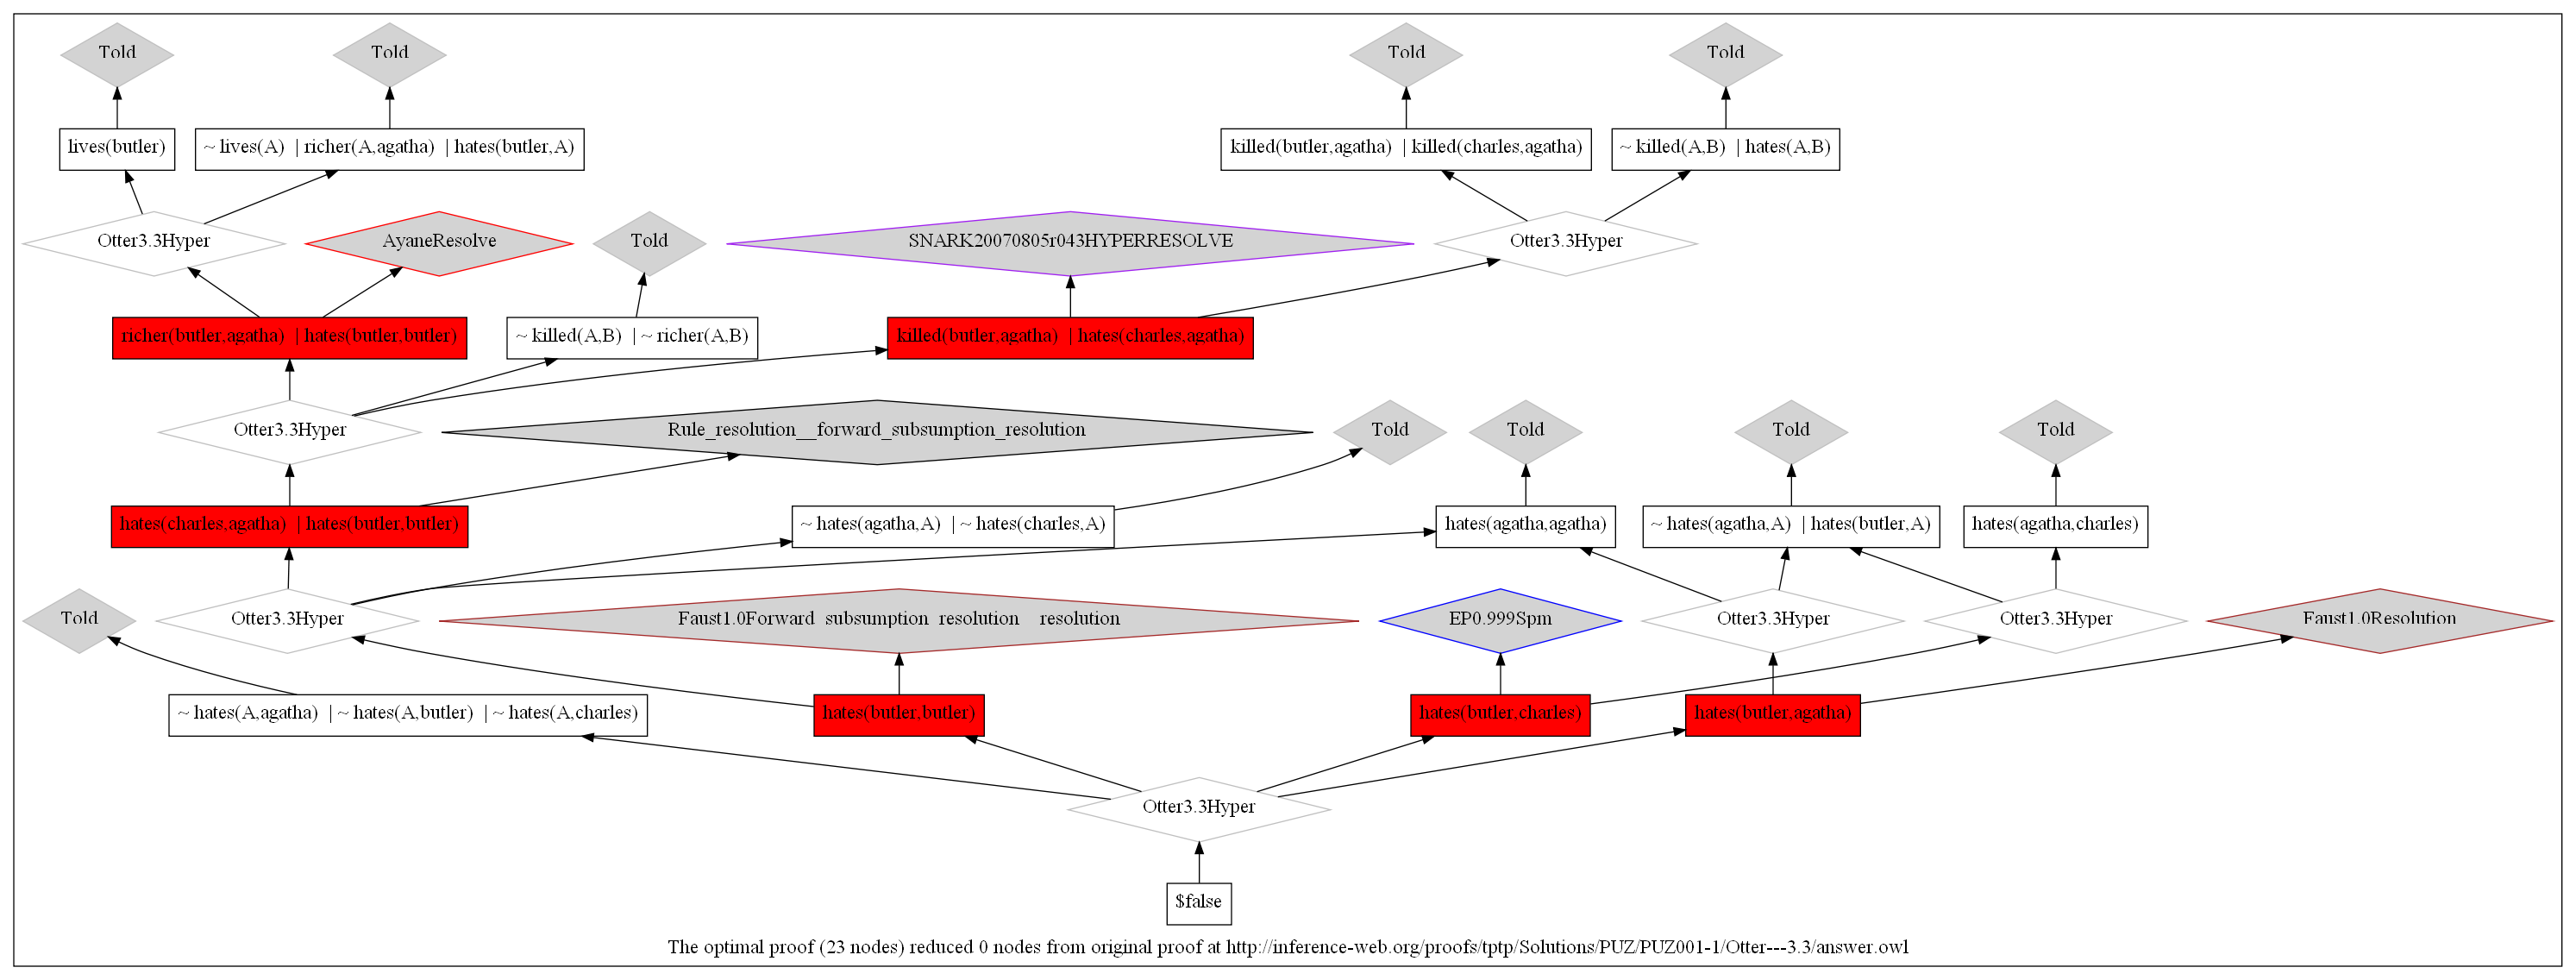 Told
Told
Told
Told
lives(butler)
~ lives(A) | richer(A,agatha) | hates(butler,A)
killed(butler,agatha) | killed(charles,agatha)
~ killed(A,B) | hates(A,B)
Otter3.3Hyper
AyaneResolve
Told
SNARK20070805r043HYPERRESOLVE
Otter3.3Hyper
richer(butler,agatha) | hates(butler,butler)
~ killed(A,B) | ~ richer(A,B)
killed(butler,agatha) | hates(charles,agatha)
Otter3.3Hyper
Rule_resolution__forward_subsumption_resolution
Told
Told
Told
Told
hates(charles,agatha) | hates(butler,butler)
~ hates(agatha,A) | ~ hates(charles,A)
hates(agatha,agatha)
~ hates(agatha,A) | hates(butler,A)
hates(agatha,charles)
Told
Otter3.3Hyper
Faust1.0Forward subsumption resolution resolution
EP0.999Spm
Otter3.3Hyper
Otter3.3Hyper
Faust1.0Resolution
~ hates(A,agatha) | ~ hates(A,butler) | ~ hates(A,charles)
hates(butler,butler)
hates(butler,charles)
hates(butler,agatha)
Otter3.3Hyper
$false
The optimal proof (23 nodes) reduced 0 nodes from original proof at http://inference-web.org/proofs/tptp/Solutions/PUZ/PUZ001-1/Otter---3.3/answer.owl